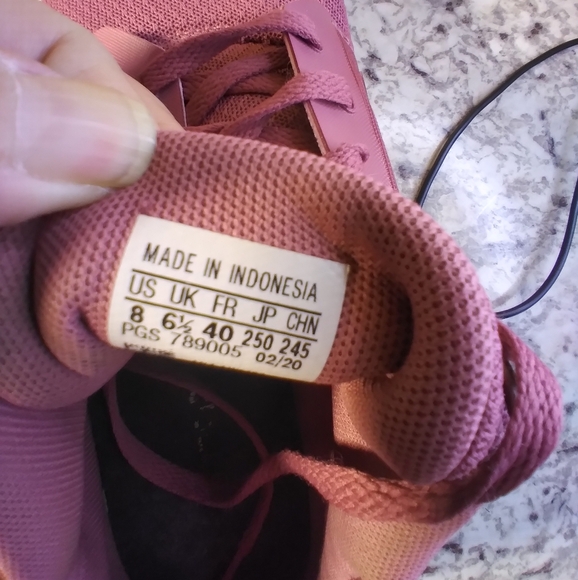 MADE IN INDONESIA
US UK FR JP CHN
8 6½ 40 250 245
PGS 789005 02/20